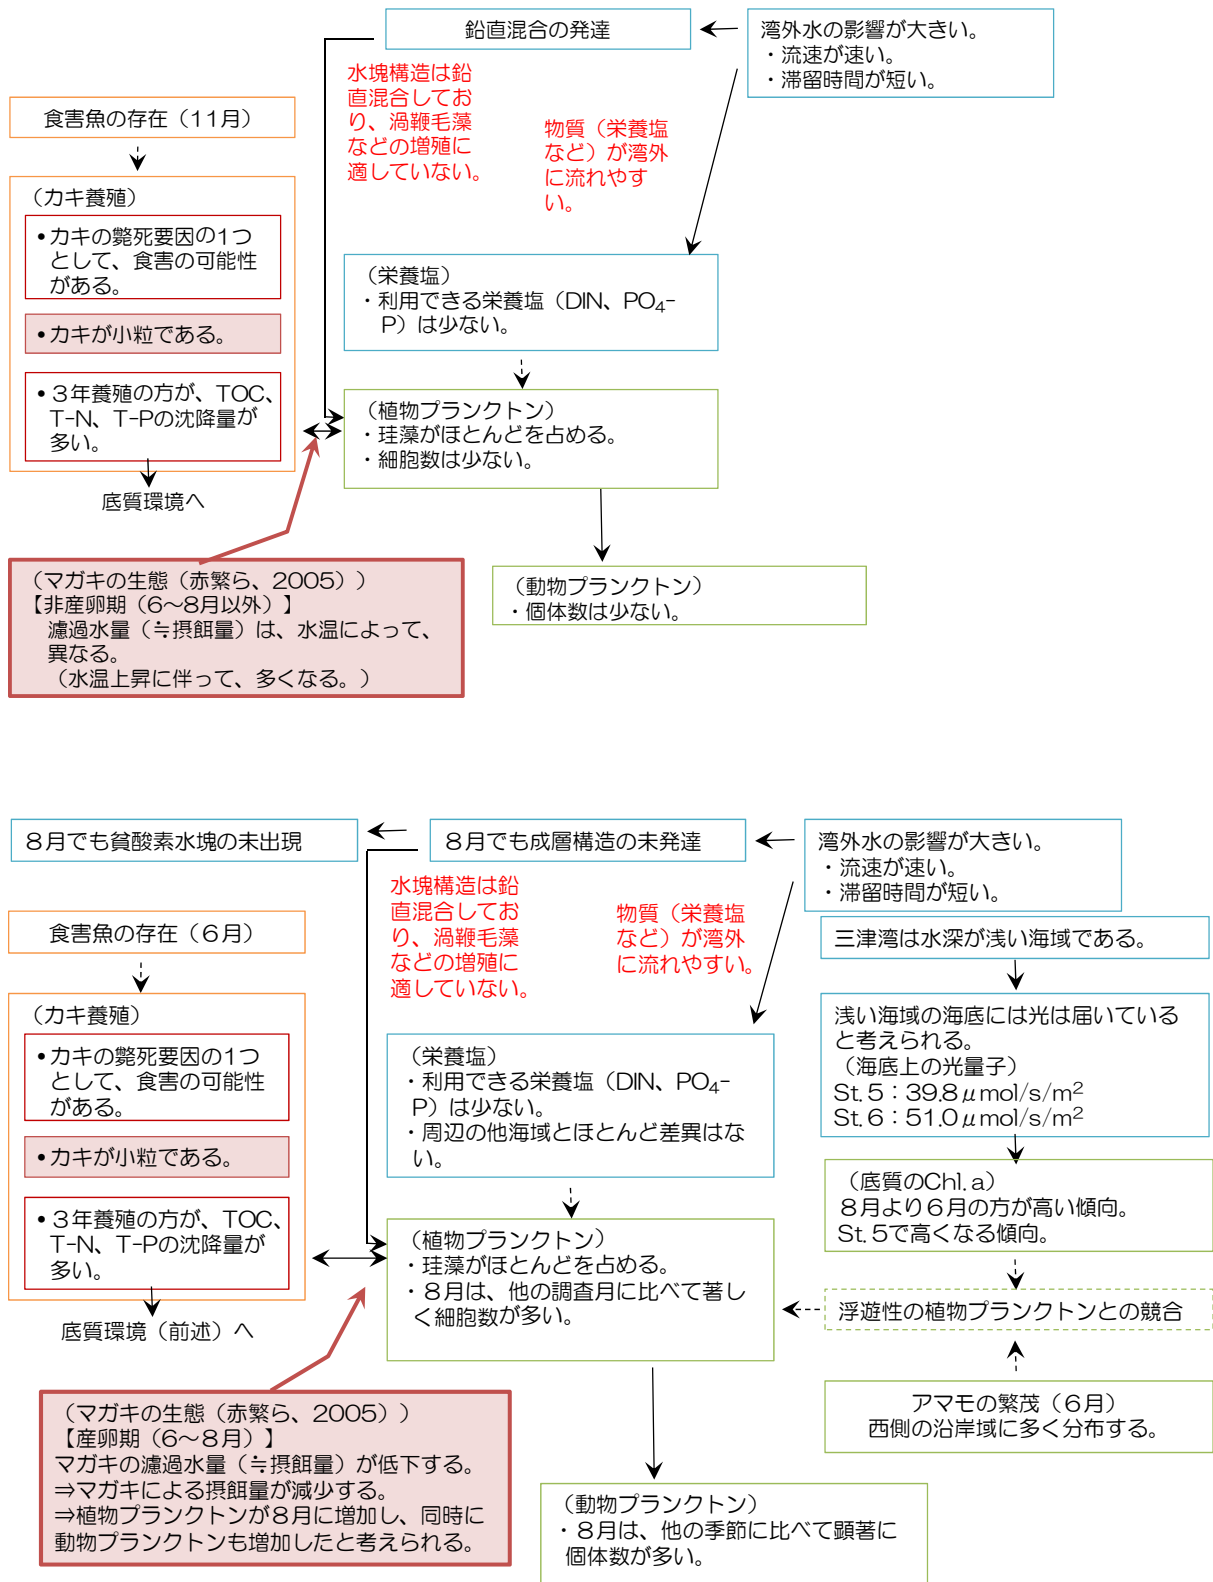 鉛直混合の発達
湾外水の影響が大きい。
・流速が速い。
・滞留時間が短い。
水塊構造は鉛
直混合してお
り、渦鞭毛藻
などの増殖に
適していない。
物質（栄養塩
など）が湾外
に流れやす
い。
食害魚の存在（11月）
（カキ養殖）
•カキの斃死要因の1つ
として、食害の可能性
がある。
•カキが小粒である。
•３年養殖の方が、TOC、
T-N、T-Pの沈降量が
多い。
底質環境へ
（栄養塩）
・利用できる栄養塩（DIN、PO4-
P）は少ない。
（植物プランクトン）
・珪藻がほとんどを占める。
・細胞数は少ない。
（動物プランクトン）
・個体数は少ない。
（マガキの生態（赤繁ら、2005））
【非産卵期（6～8月以外）】
濾過水量（≒摂餌量）は、水温によって、
異なる。
（水温上昇に伴って、多くなる。）
８月でも貧酸素水塊の未出現
８月でも成層構造の未発達
湾外水の影響が大きい。
・流速が速い。
・滞留時間が短い。
水塊構造は鉛
直混合してお
り、渦鞭毛藻
などの増殖に
適していない。
物質（栄養塩
など）が湾外
に流れやすい。
食害魚の存在（６月）
（カキ養殖）
•カキの斃死要因の1つ
として、食害の可能性
がある。
•カキが小粒である。
•３年養殖の方が、TOC、
T-N、T-Pの沈降量が
多い。
底質環境（前述）へ
（栄養塩）
・利用できる栄養塩（DIN、PO4-
P）は少ない。
・周辺の他海域とほとんど差異はな
い。
（植物プランクトン）
・珪藻がほとんどを占める。
・８月は、他の調査月に比べて著し
く細胞数が多い。
三津湾は水深が浅い海域である。
浅い海域の海底には光は届いている
と考えられる。
（海底上の光量子）
St.5：39.8μmol/s/m2
St.6：51.0μmol/s/m2
（底質のChl.a）
８月より６月の方が高い傾向。
St.5で高くなる傾向。
浮遊性の植物プランクトンとの競合
アマモの繁茂（６月）
西側の沿岸域に多く分布する。
（マガキの生態（赤繁ら、2005））
【産卵期（6～8月）】
マガキの濾過水量（≒摂餌量）が低下する。
⇒マガキによる摂餌量が減少する。
⇒植物プランクトンが８月に増加し、同時に
動物プランクトンも増加したと考えられる。
（動物プランクトン）
・８月は、他の季節に比べて顕著に
個体数が多い。